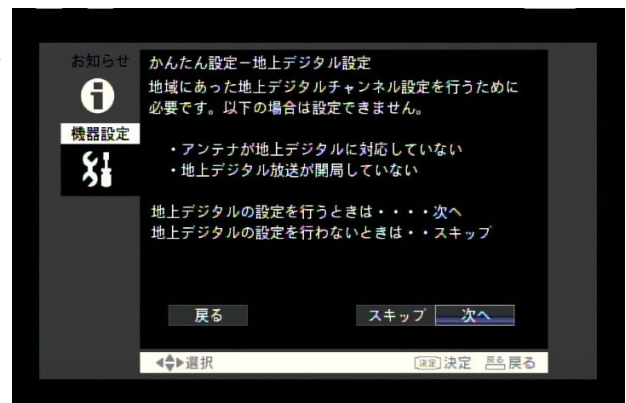 お知らせ
かんたん設定－地上デジタル設定
地域にあった地上デジタルチャンネル設定を行うために
必要です。以下の場合は設定できません。
機器設定
・アンテナが地上デジタルに対応していない
・地上デジタル放送が開局していない
地上デジタルの設定を行うときは・・・・次へ
地上デジタルの設定を行わないときは・・スキップ
戻る スキップ 次へ
選択 決定 決定 戻る 戻る